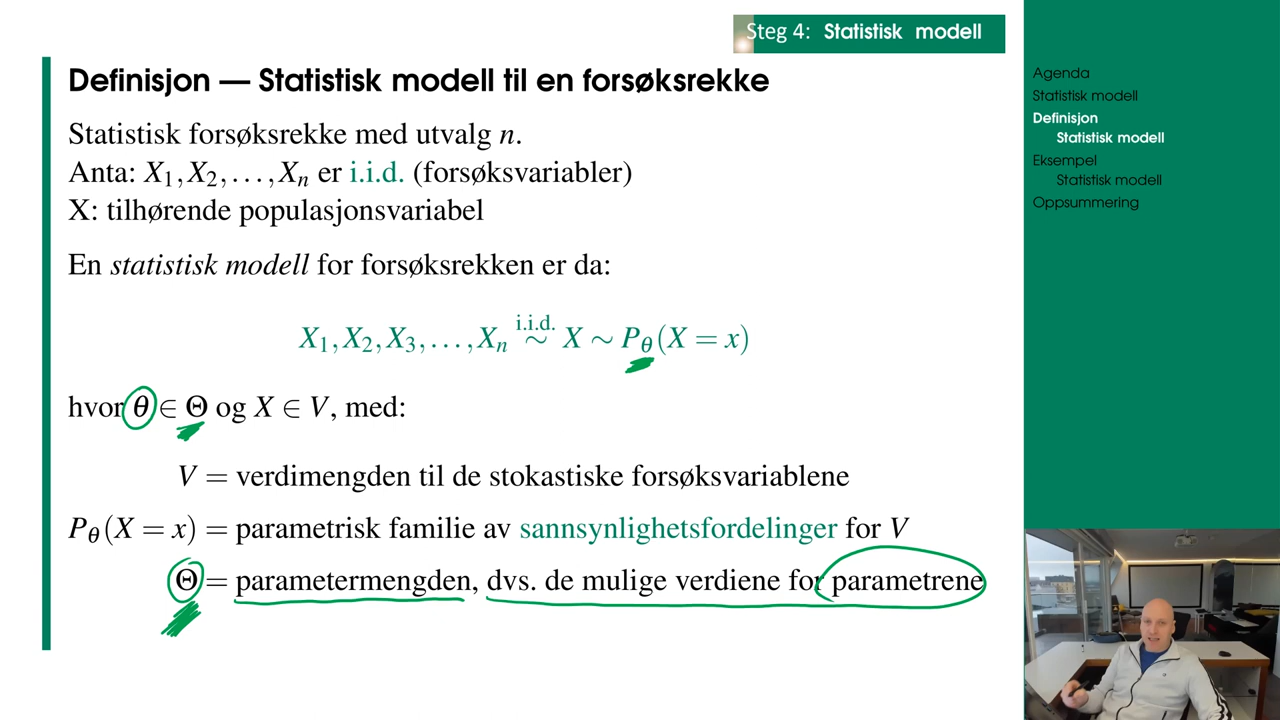 Steg 4: Statistisk modell
Definisjon — Statistisk modell til en forsøksrekke
Statistisk forsøksrekke med utvalg n.
Anta: X₁,X₂,…,Xₙ er i.i.d. (forsøksvariabler)
X: tilhørende populasjonsvariabel
En statistisk modell for forsøksrekken er da:
X₁,X₂,X₃,…,Xₙ i.i.d. ∼ X ∼ P_θ(X = x)
hvor θ ∈ Θ og X ∈ V, med:
V = verdimengden til de stokastiske forsøksvariablene
P_θ(X = x) = parametrisk familie av sannsynlighetsfordelinger for V
Θ = parametermengden, dvs. de mulige verdiene for parametrene
Agenda
Statistisk modell
Definisjon
Statistisk modell
Eksempel
Statistisk modell
Oppsummering